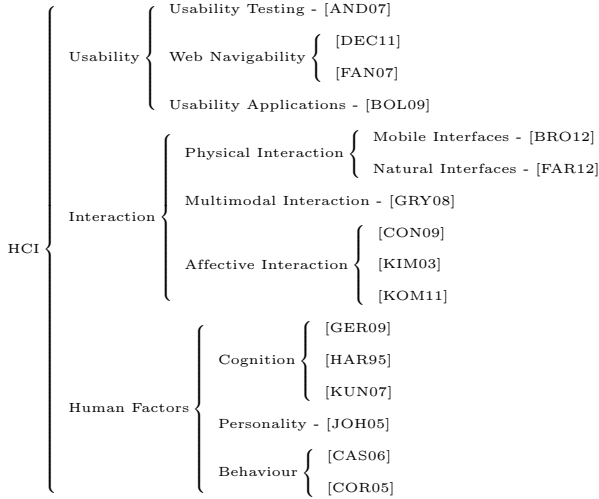 Usability Testing - [AND07]
[DEC11]
Usability
Web Navigability
[FAN07]
Usability Applications - [BOL09]
Mobile Interfaces - [BRO12]
Physical Interaction
Natural Interfaces - [FAR12]
Multimodal Interaction - [GRY08]
Interaction
[CON09]
HCI
Affective Interaction
[KIM03]
[KOM11]
[GER09]
Cognition
[HAR95]
[KUN07]
Human Factors
Personality - [JOH05]
[CAS06]
Behaviour
[COR05]